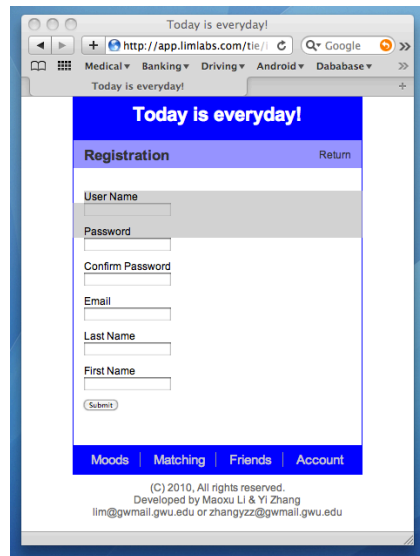 Today is everyday!
http://app.limlabs.com/tie/
Google
Medical Banking Driving Android Dababase
Today is everyday!
Today is everyday!
Registration Return
User Name
Password
Confirm Password
Email
Last Name
First Name
Submit
Moods Matching Friends Account
(C) 2010, All rights reserved.
Developed by Maoxu Li & Yi Zhang
lim@gwmail.gwu.edu or zhangyzz@gwmail.gwu.edu